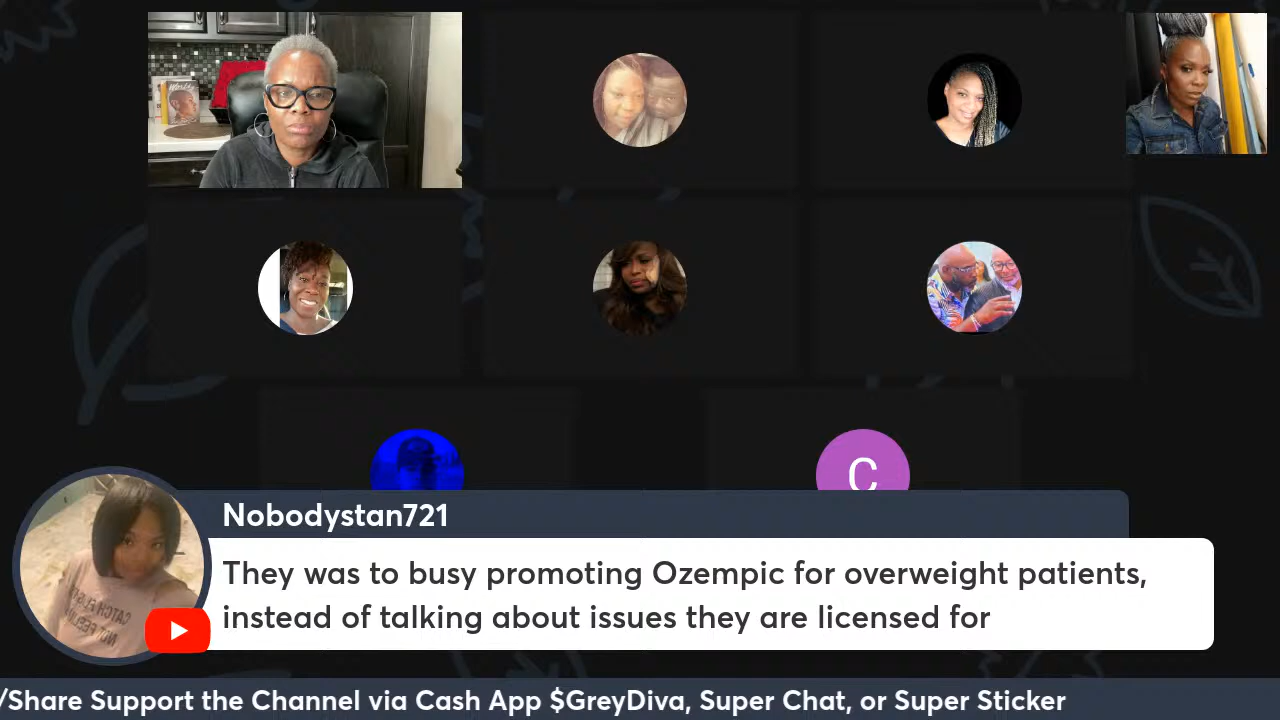 C
Nobodystan721
They was to busy promoting Ozempic for overweight patients,
instead of talking about issues they are licensed for
/Share Support the Channel via Cash App $GreyDiva, Super Chat, or Super Sticker